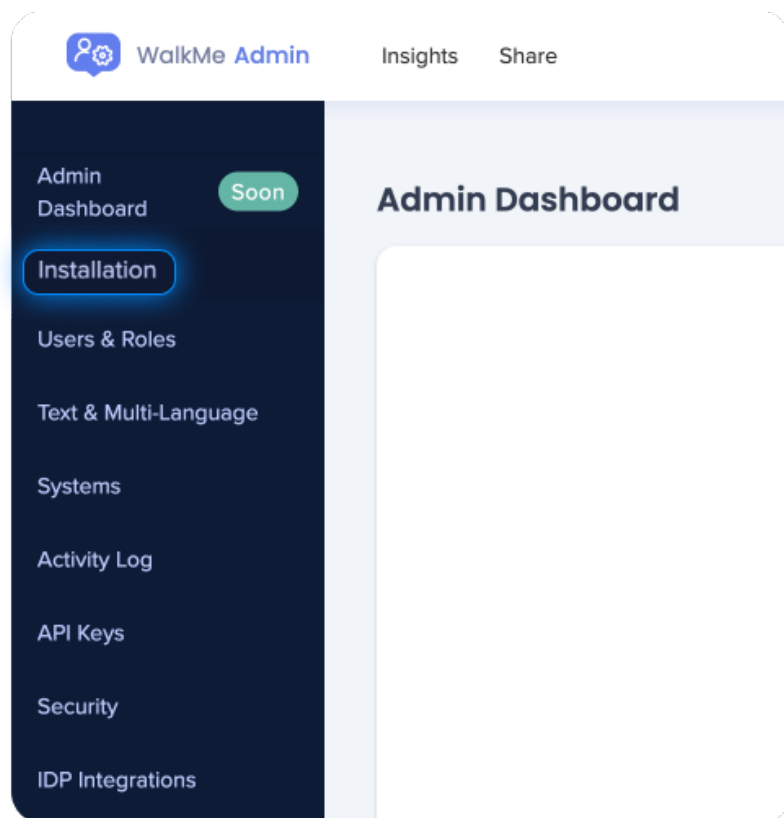 WalkMe Admin
Insights
Share
Admin
Dashboard
Soon
Installation
Users & Roles
Text & Multi-Language
Systems
Activity Log
API Keys
Security
IDP Integrations
Admin Dashboard